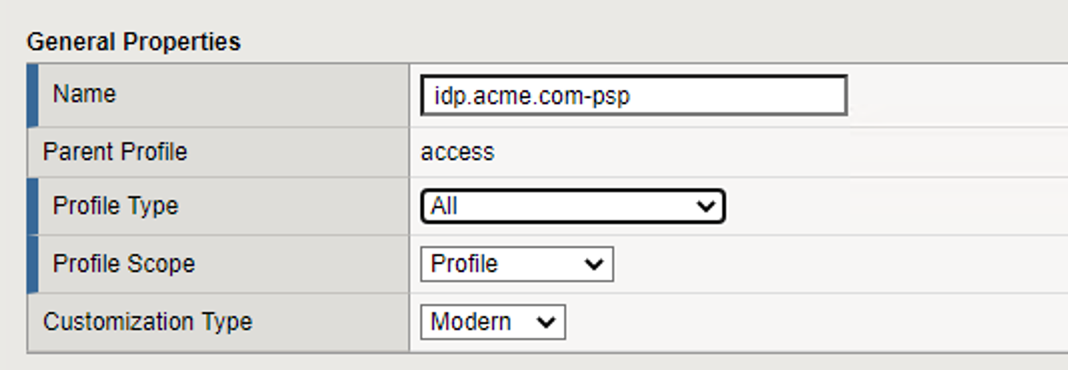 General Properties
Name idp.acme.com-psp
Parent Profile access
Profile Type All
Profile Scope Profile
Customization Type Modern